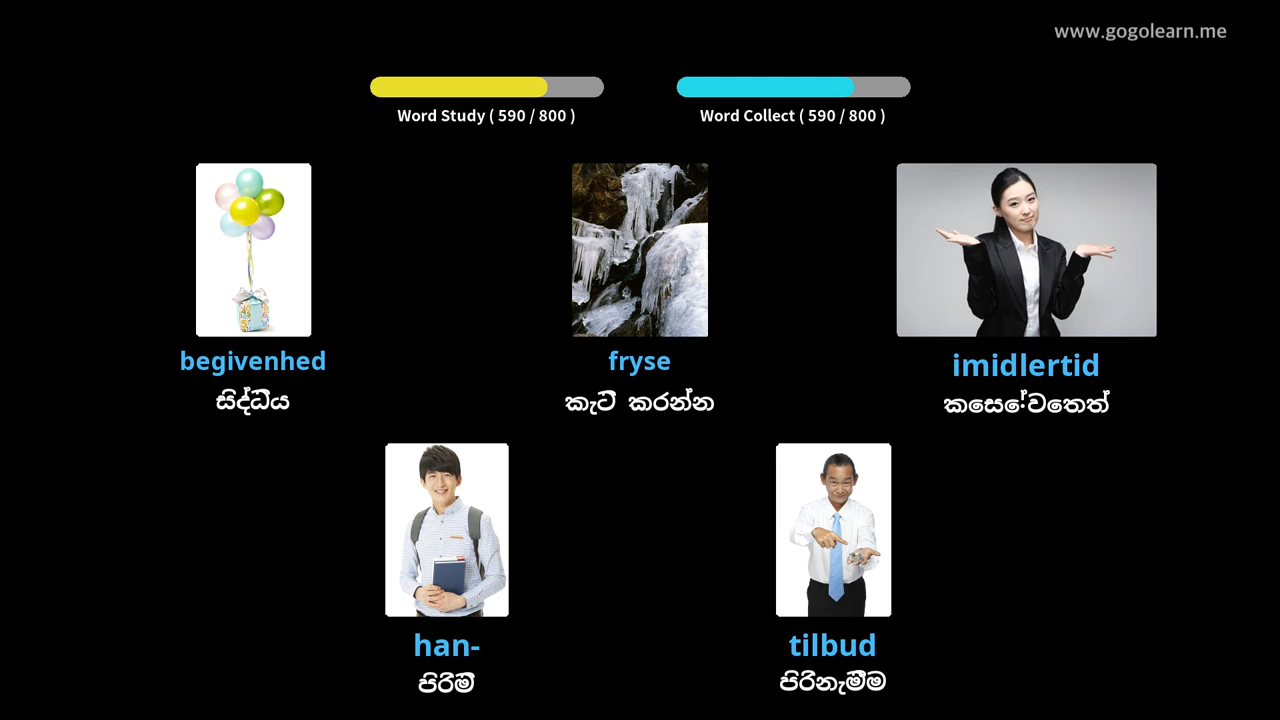 www.gogolearn.me
Word Study ( 590 / 800 )
Word Collect ( 590 / 800 )
begivenhed
fryse
imidlertid
සිද්ධිය
කැටි කරන්න
කෙසේවෙතත්
han-
tilbud
පිරිමි
පිරිනැමීම